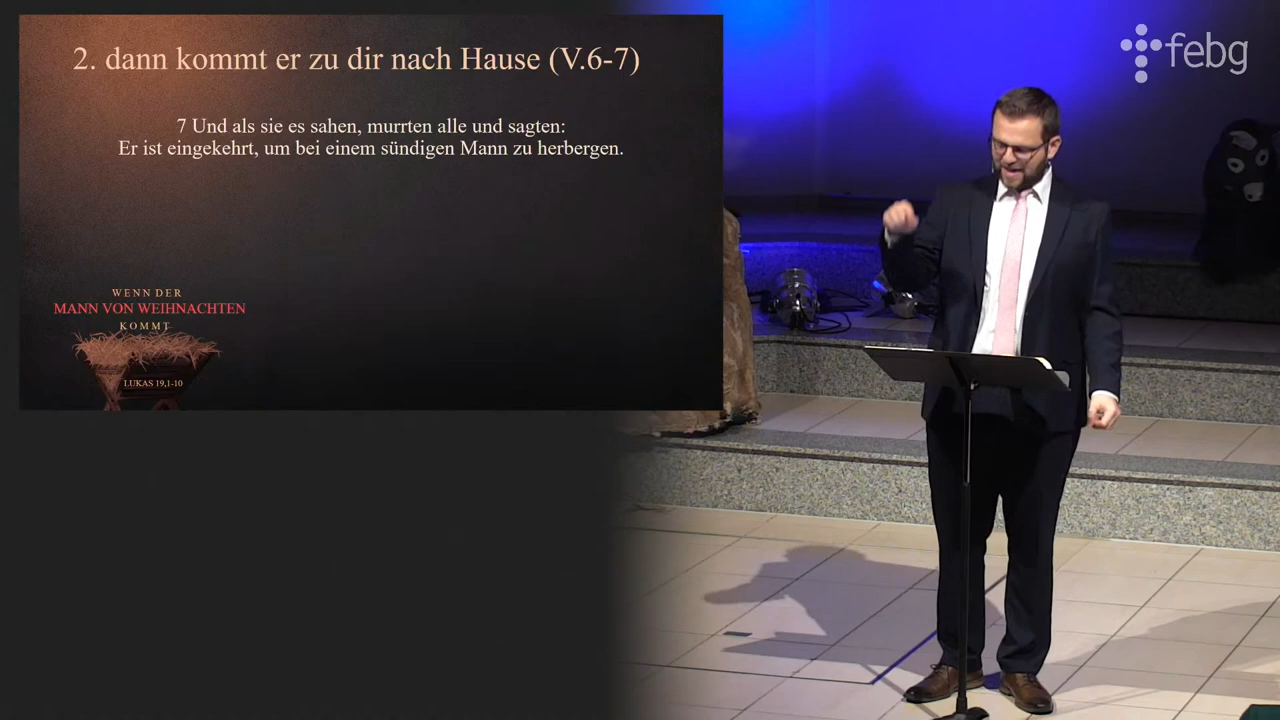 2. dann kommt er zu dir nach Hause (V.6-7)
7 Und als sie es sahen, murrten alle und sagten:
Er ist eingekehrt, um bei einem sündigen Mann zu herbergen.
WENN DER
MANN VON WEIHNACHTEN
KOMMT
LUKAS 19,1-10
febg